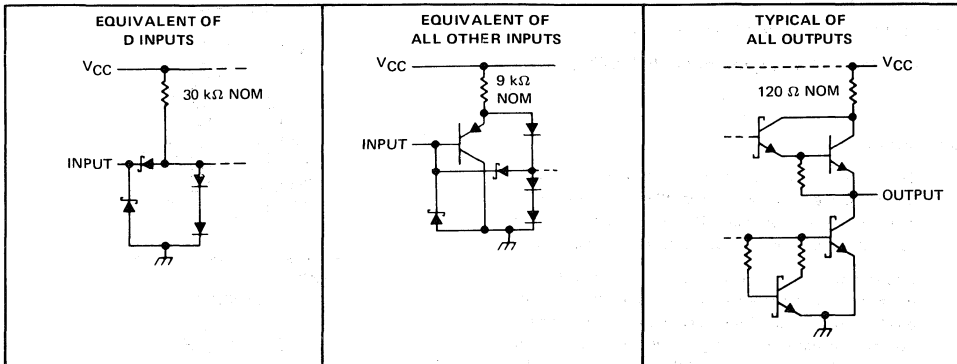 EQUIVALENT OF
D INPUTS
VCC
30 kΩ NOM
INPUT
EQUIVALENT OF
ALL OTHER INPUTS
VCC
9 kΩ
NOM
INPUT
TYPICAL OF
ALL OUTPUTS
VCC
120 Ω NOM
OUTPUT